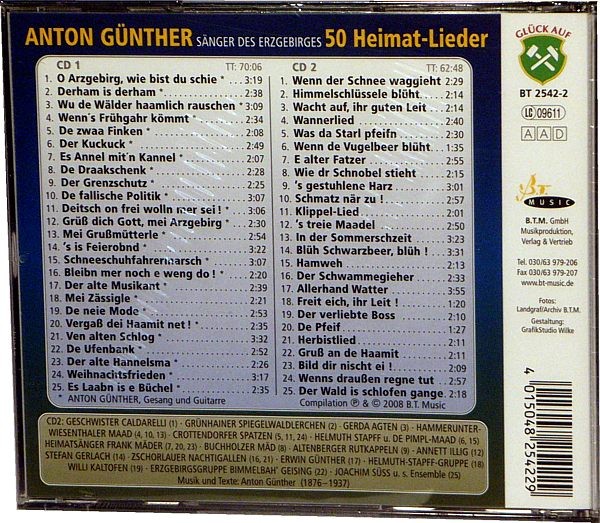 ANTON GÜNTHER SÄNGER DES ERZGEBIRGES 50 Heimat-Lieder
CD 1 TT: 70:06
1. O Arzgebirg, wie bist du schie * 3:19
2. Derham is derham * 3:38
3. Wu de Wälder haamlich rauschen * 3:09
4. Wenn´s Frühgahr kömmt * 3:34
5. De zwaa Finken * 2:08
6. Der Kuckuck * 2:49
7. Es Annel mit´n Kannel * 2:07
8. De Draakschenk * 2:28
9. Der Grenzschutz * 2:25
10. De fallische Politik * 2:41
11. Deitsch on frei wolln mer sei! * 3:06
12. Grüß dich Gott, mei Arzgebirg 2:50
13. Mei Grußmütterle * 2:54
14. ´s is Feierobnd * 3:22
15. Schneeschuhfahrermarsch * 3:21
16. Bleibn mer noch e weng do! * 2:37
17. Der alte Musikant * 2:39
18. Mei Zässigle * 2:51
19. De neie Mode * 2:53
20. Vergaß dei Haamit net! * 2:35
21. Ven alten Schlog * 3:32
22. De Ufenbank * 2:52
23. Der alte Hannelsma * 2:32
24. Weihnachtsfrieden * 3:17
25. Es Laabn is e Büchel * 2:35
* ANTON GÜNTHER, Gesang und Guitarre
CD 2 TT: 62:48
1. Wenn der Schnee waggieht 2:29
2. Himmelschlüssele blüht 2:14
3. Wacht auf, ihr guten Leit 2:14
4. Wannerlied 2:40
5. Was da Starl pfeifn 2:30
6. Wenn de Vugelbeer blüht 1:35
7. E alter Fatzer 2:55
8. Wie dr Schnobel stieht 2:15
9. ´s gestuhlene Harz 3:01
10. Schmatz när zu ! 2:51
11. Klippel-Lied 2:01
12. ´s treie Maadel 2:50
13. In der Sommerschzeit 3:23
14. Blüh Schwarzbeer, blüh ! 2:33
15. Hamweh 3:13
16. Der Schwammegieher 2:31
17. Allerhand Watter 3:55
18. Freit eich, ihr Leit ! 1:20
19. Der verliebte Boss 2:10
20. De Pfeif 1:27
21. Herbstlied 3:11
22. Gruß an de Haamit 2:11
23. Bild dir nischt ei ! 3:08
24. Wenns draußen regne tut 2:57
25. Der Wald is schlofen gange 2:18
Compilation ℗ & © 2008 B.T. Music
CD2: GESCHWISTER CALDARELLI (1) - GRÜNHAINER SPIEGELWALDLERCHEN (2) - GERDA AGTEN (3) - HAMMERUNTER-
WIESENTHALER MAAD (4, 10, 13) - CROTTENDORFER SPATZEN (5, 11, 24) - HELMUTH STAPFF u. DE PIMPL-MAAD (6, 15)
HEIMATSÄNGER FRANK MÄDER (7, 20, 23) - BUCHHOLZER MÄD (8) - ALTENBERGER RUTKAPPELN (9) - ANNETT ILLIG (12)
STEFAN GERLACH (14) - ZSCHORLAUER NACHTIGALLEN (16, 21) - ERWIN GÜNTHER (17) - HELMUTH-STAPFF-GRUPPE (18)
WILLI KALTOFEN (19) - ERZGEBIRGSGRUPPE BIMMELBAH' GEISING (22) - JOACHIM SÜSS u.s. Ensemble (25)
Musik und Texte: Anton Günther (1876-1937)
GLÜCK AUF
BT 2542-2
LC 09611
A A D
B.T.
MUSIC
B.T.M. GmbH
Musikproduktion,
Verlag & Vertrieb
Tel. 030/63 979-206
Fax 030/63 979-207
www.bt-music.de
Fotos:
Landgraf/Archiv B.T.M.
Gestaltung:
GrafikStudio Wilke
4 015048 254229